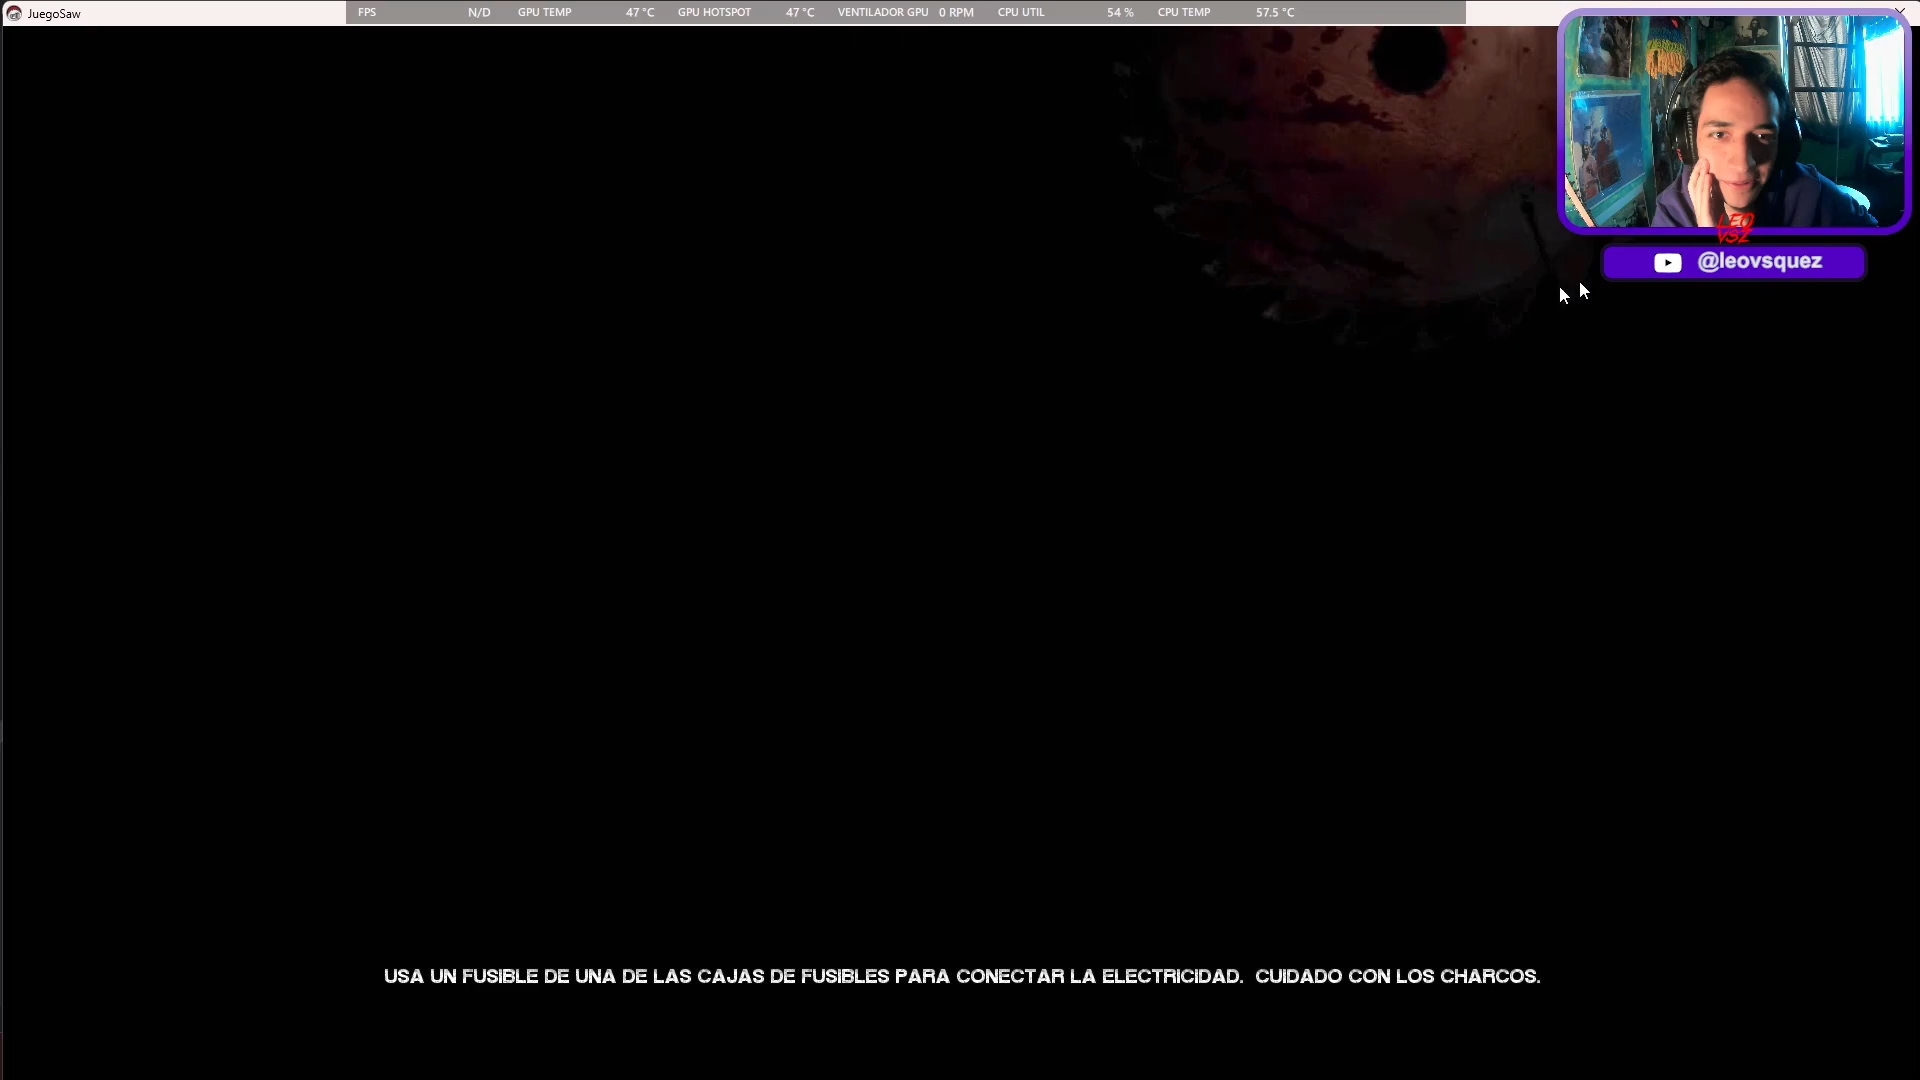 JuegoSaw
FPS N/D GPU TEMP 47 °C GPU HOTSPOT 47 °C VENTILADOR GPU 0 RPM CPU UTIL 54 % CPU TEMP 57.5 °C
LEO
VSZ
@leovsquez
USA UN FUSIBLE DE UNA DE LAS CAJAS DE FUSIBLES PARA CONECTAR LA ELECTRICIDAD. CUIDADO CON LOS CHARCOS.